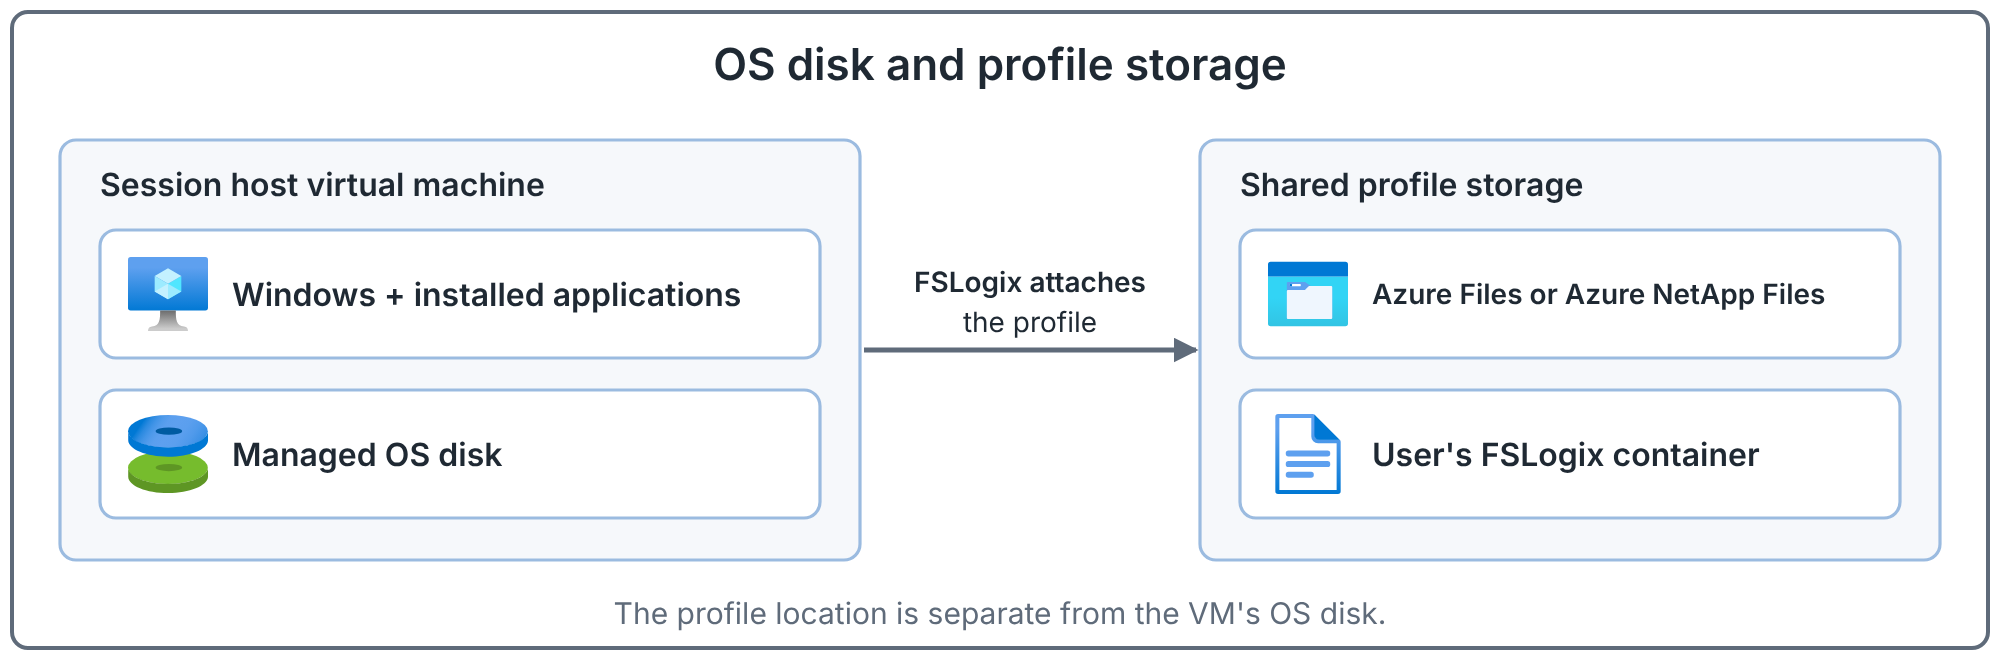 OS disk and profile storage
Session host virtual machine
Windows + installed applications
Managed OS disk
FSLogix attaches
the profile
Shared profile storage
Azure Files or Azure NetApp Files
User's FSLogix container
The profile location is separate from the VM's OS disk.